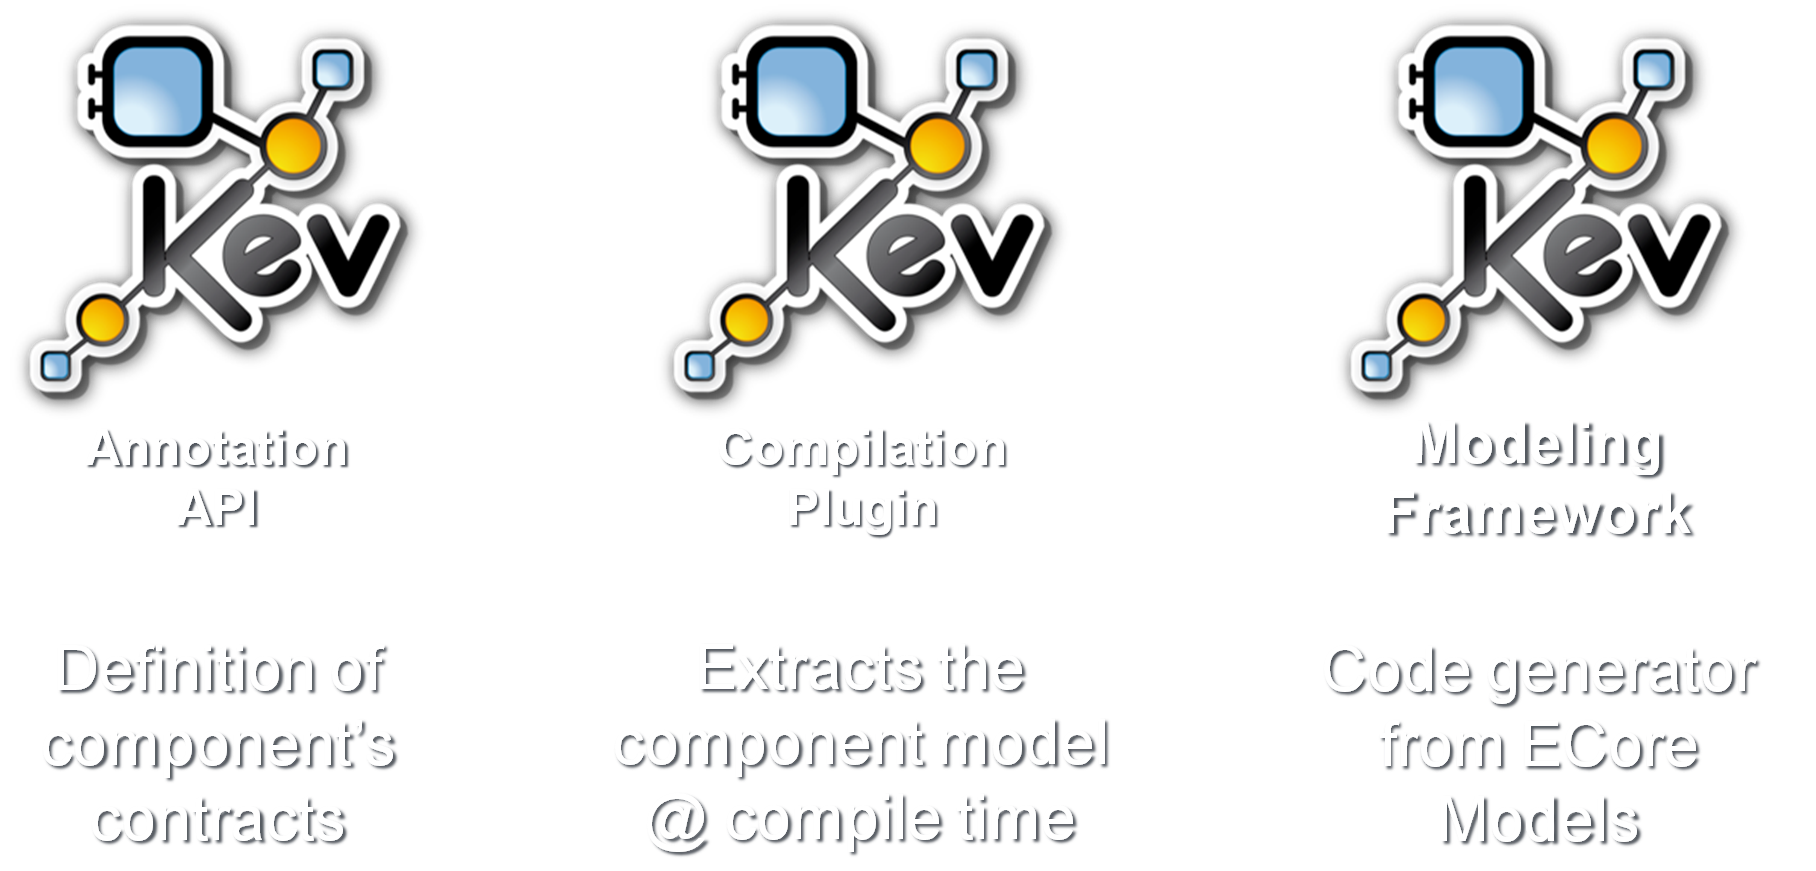 Kev
Annotation
API
Definition of
component's
contracts
Kev
Compilation
Plugin
Extracts the
component model
@ compile time
Kev
Modeling
Framework
Code generator
from ECore
Models